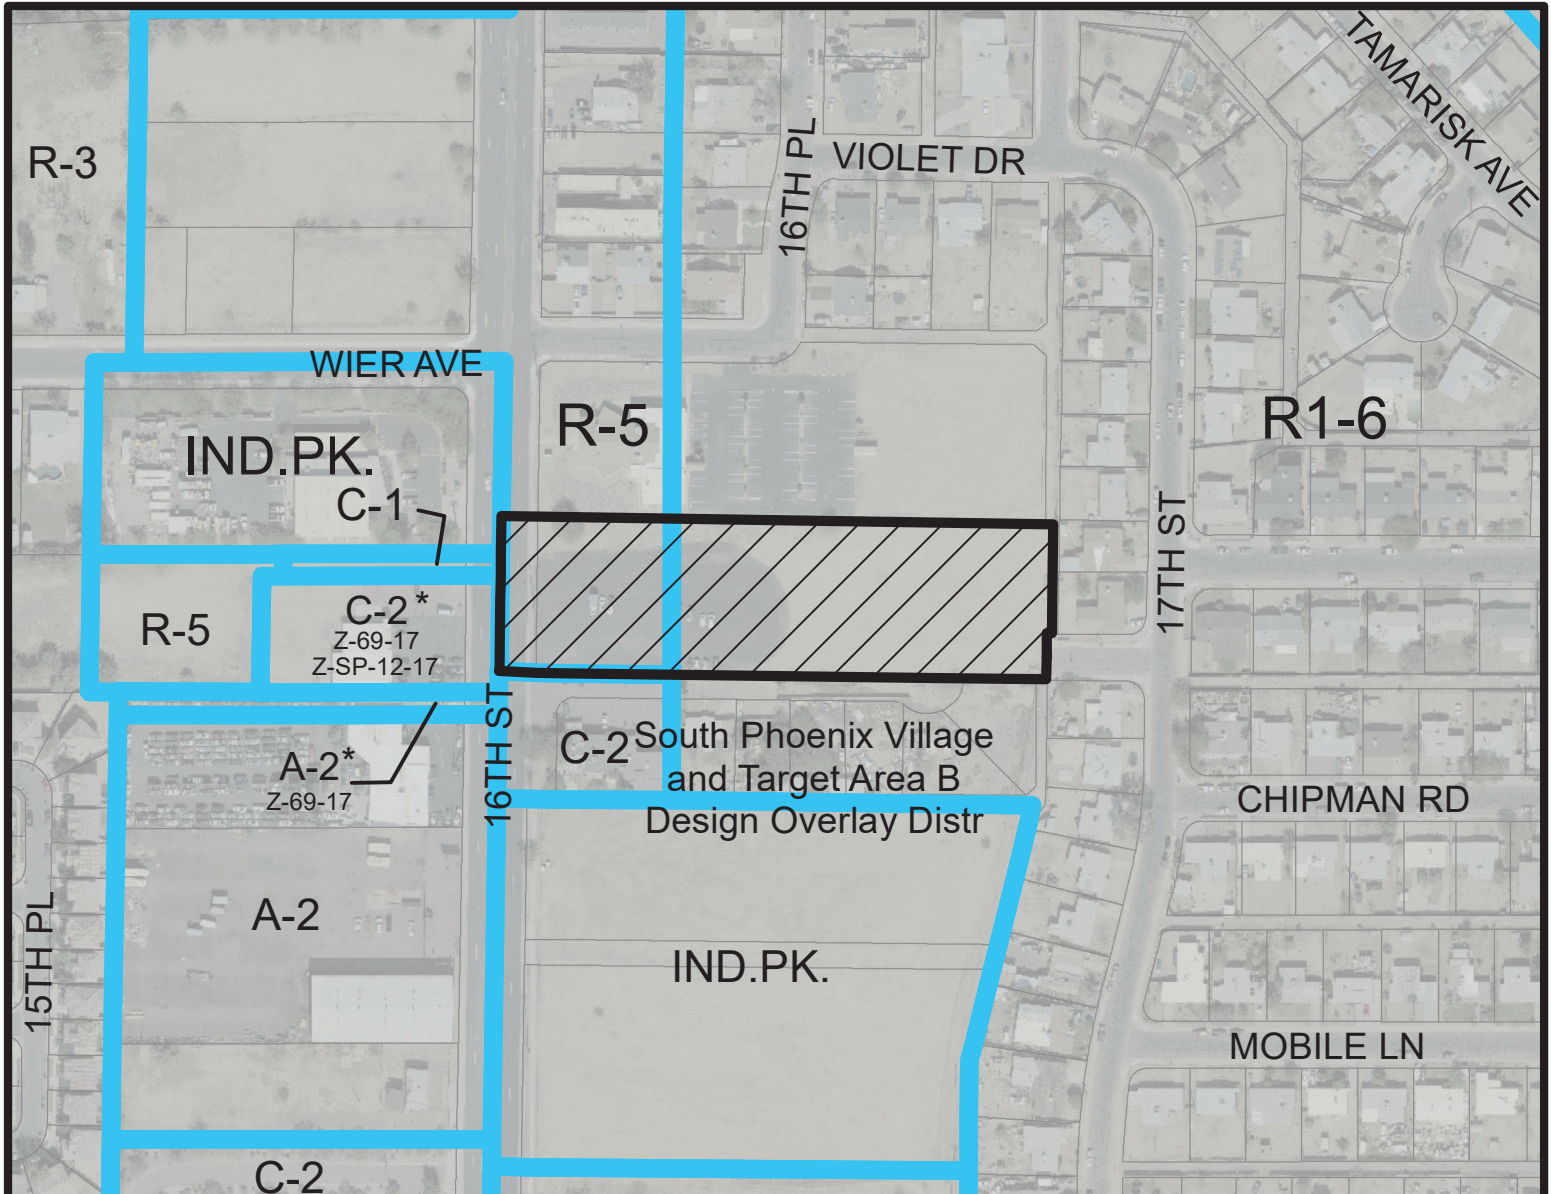 TAMARISK AVE
R-3
16TH PL
VIOLET DR
WIER AVE
R-5
R1-6
IND.PK.
C-1
17TH ST
C-2*
Z-69-17
Z-SP-12-17
R-5
16TH ST
C-2
South Phoenix Village
and Target Area B
Design Overlay Distr
A-2*
Z-69-17
CHIPMAN RD
15TH PL
A-2
IND.PK.
MOBILE LN
C-2